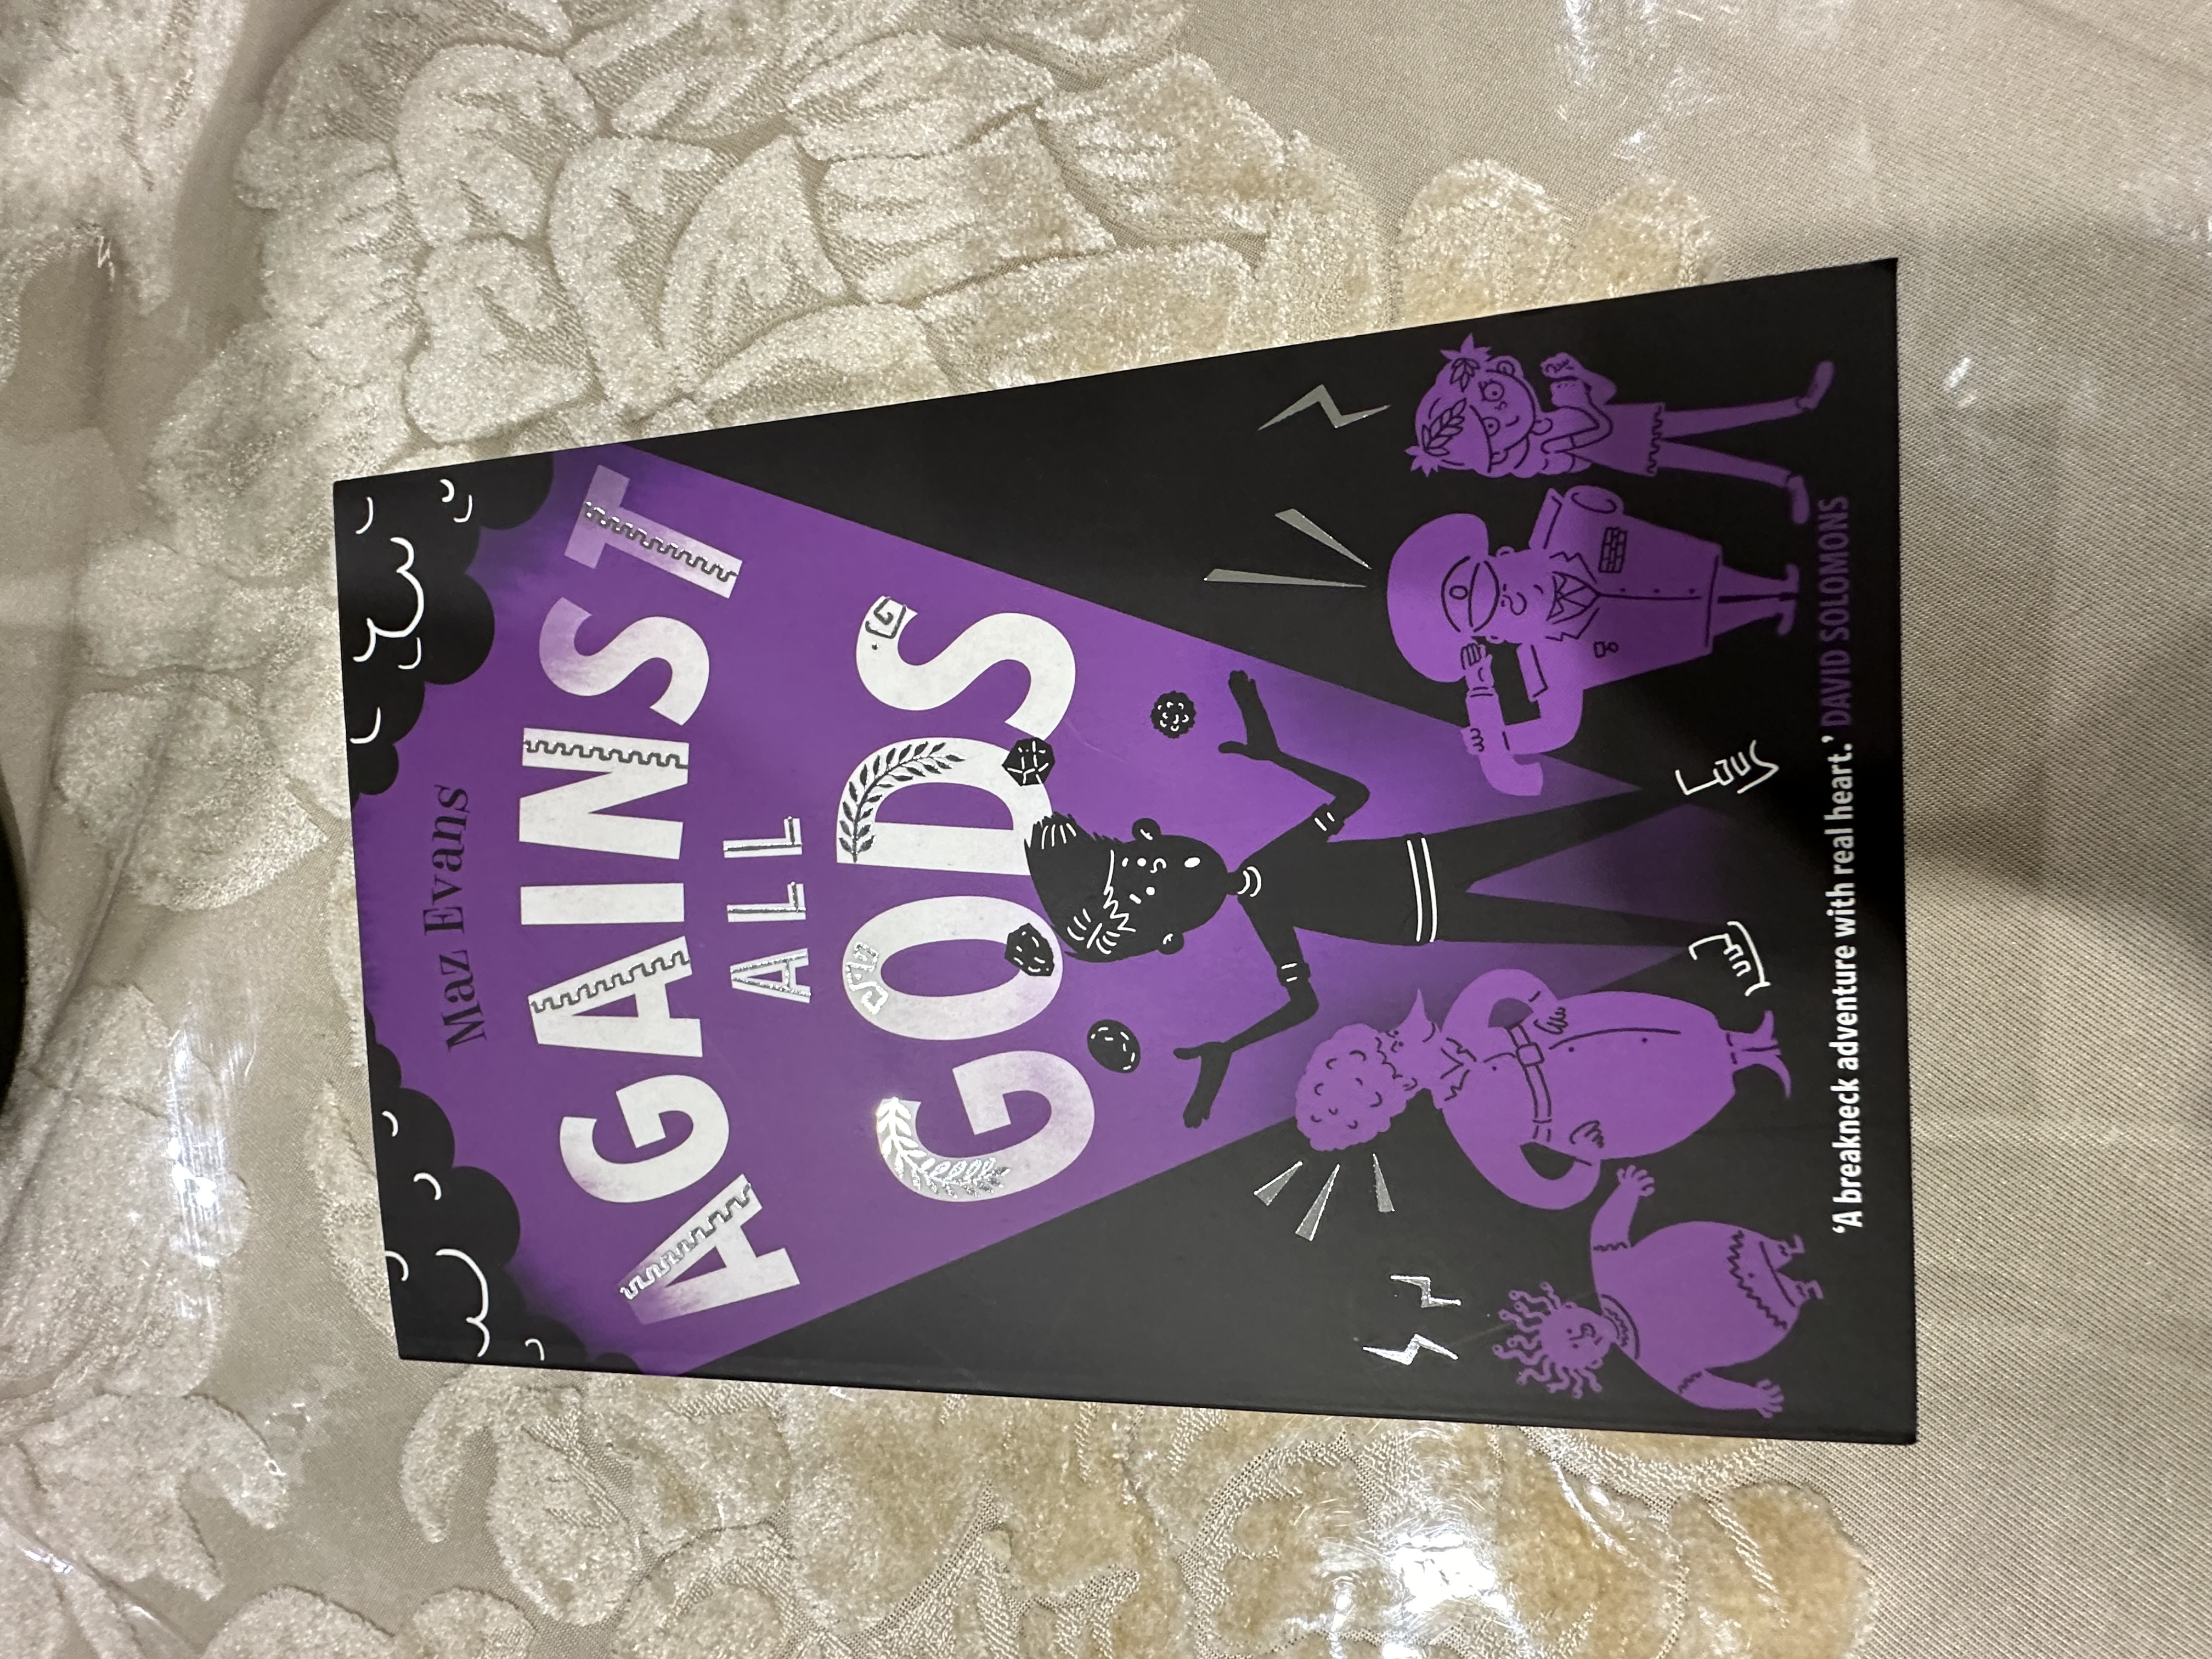 Maz Evans
AGAINST
ALL
GODS
‘A breakneck adventure with real heart.’ DAVID SOLOMONS